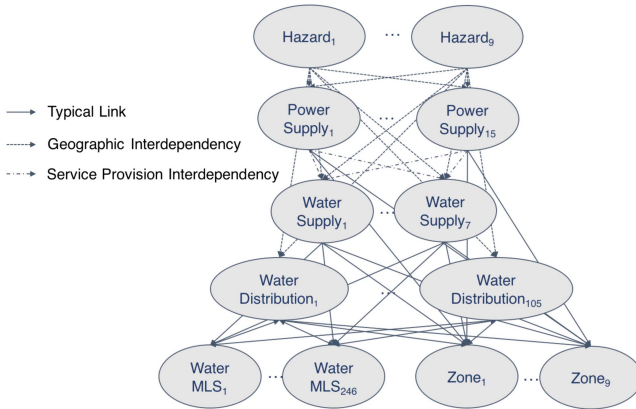 Hazard₁ ... Hazard₉
Power Supply₁ ... Power Supply₁₅
Typical Link
Geographic Interdependency
Service Provision Interdependency
Water Supply₁ ... Water Supply₇
Water Distribution₁ ... Water Distribution₁₀₅
Water MLS₁ ... Water MLS₂₄₆ Zone₁ ... Zone₉